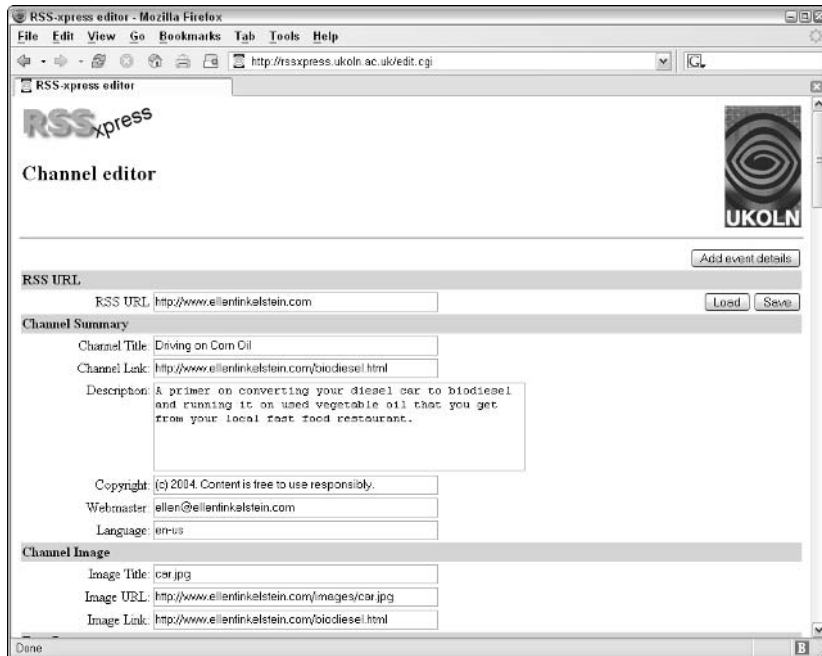 RSS-xpress editor - Mozilla Firefox
File Edit View Go Bookmarks Tab Tools Help
http://rssxpress.ukoln.ac.uk/edit.cgi
G
RSS-xpress editor
RSSxpress
UKOLN
Channel editor
Add event details
RSS URL
RSS URL http://www.ellenfinkelstein.com Load Save
Channel Summary
Channel Title: Driving on Corn Oil
Channel Link: http://www.ellenfinkelstein.com/biodiesel.html
Description: A primer on converting your diesel car to biodiesel
and running it on used vegetable oil that you get
from your local fast food restaurant.
Copyright: (c) 2004. Content is free to use responsibly.
Webmaster: ellen@ellenfinkelstein.com
Language: en-us
Channel Image
Image Title: car.jpg
Image URL: http://www.ellenfinkelstein.com/images/car.jpg
Image Link: http://www.ellenfinkelstein.com/biodiesel.html
Done B